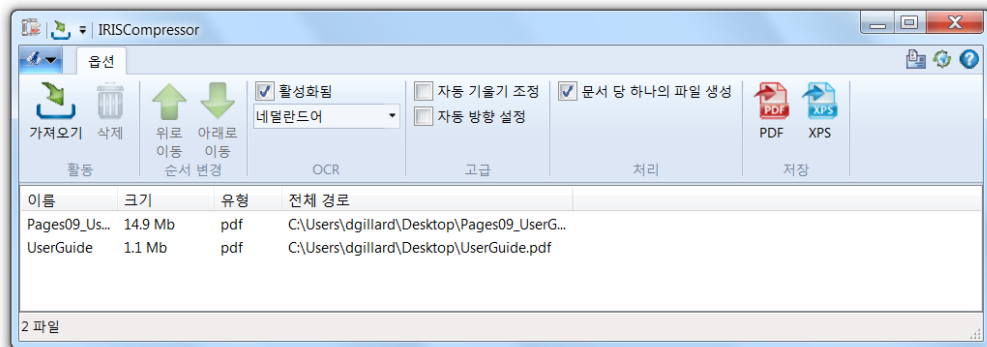 IRISCompressor
옵션
활성화됨
자동 기울기 조정
문서 당 하나의 파일 생성
네덜란드어
자동 방향 설정
PDF
XPS
가져오기
삭제
위로
이동
아래로
이동
PDF
XPS
활동
순서 변경
OCR
고급
처리
저장
이름 크기 유형 전체 경로
Pages09_Us... 14.9 Mb pdf C:\Users\dgillard\Desktop\Pages09_UserG...
UserGuide 1.1 Mb pdf C:\Users\dgillard\Desktop\UserGuide.pdf
2 파일